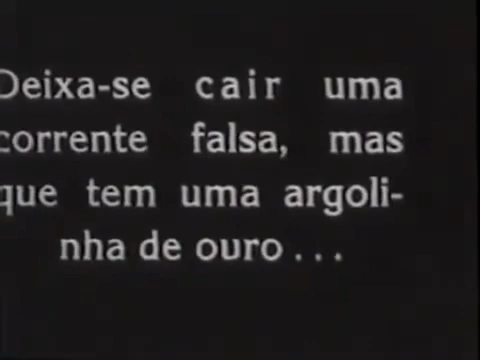 Deixa-se cair uma
corrente falsa, mas
que tem uma argoli-
nha de ouro...